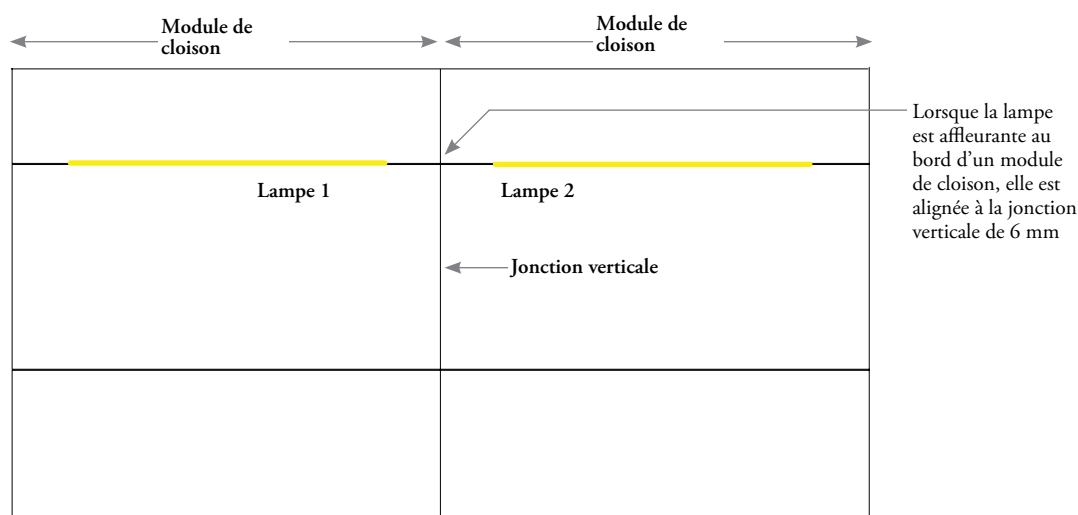 Module de
cloison
Module de
cloison
Lorsque la lampe
est affleurante au
bord d’un module
de cloison, elle est
alignée à la jonction
verticale de 6 mm
Lampe 1
Lampe 2
Jonction verticale